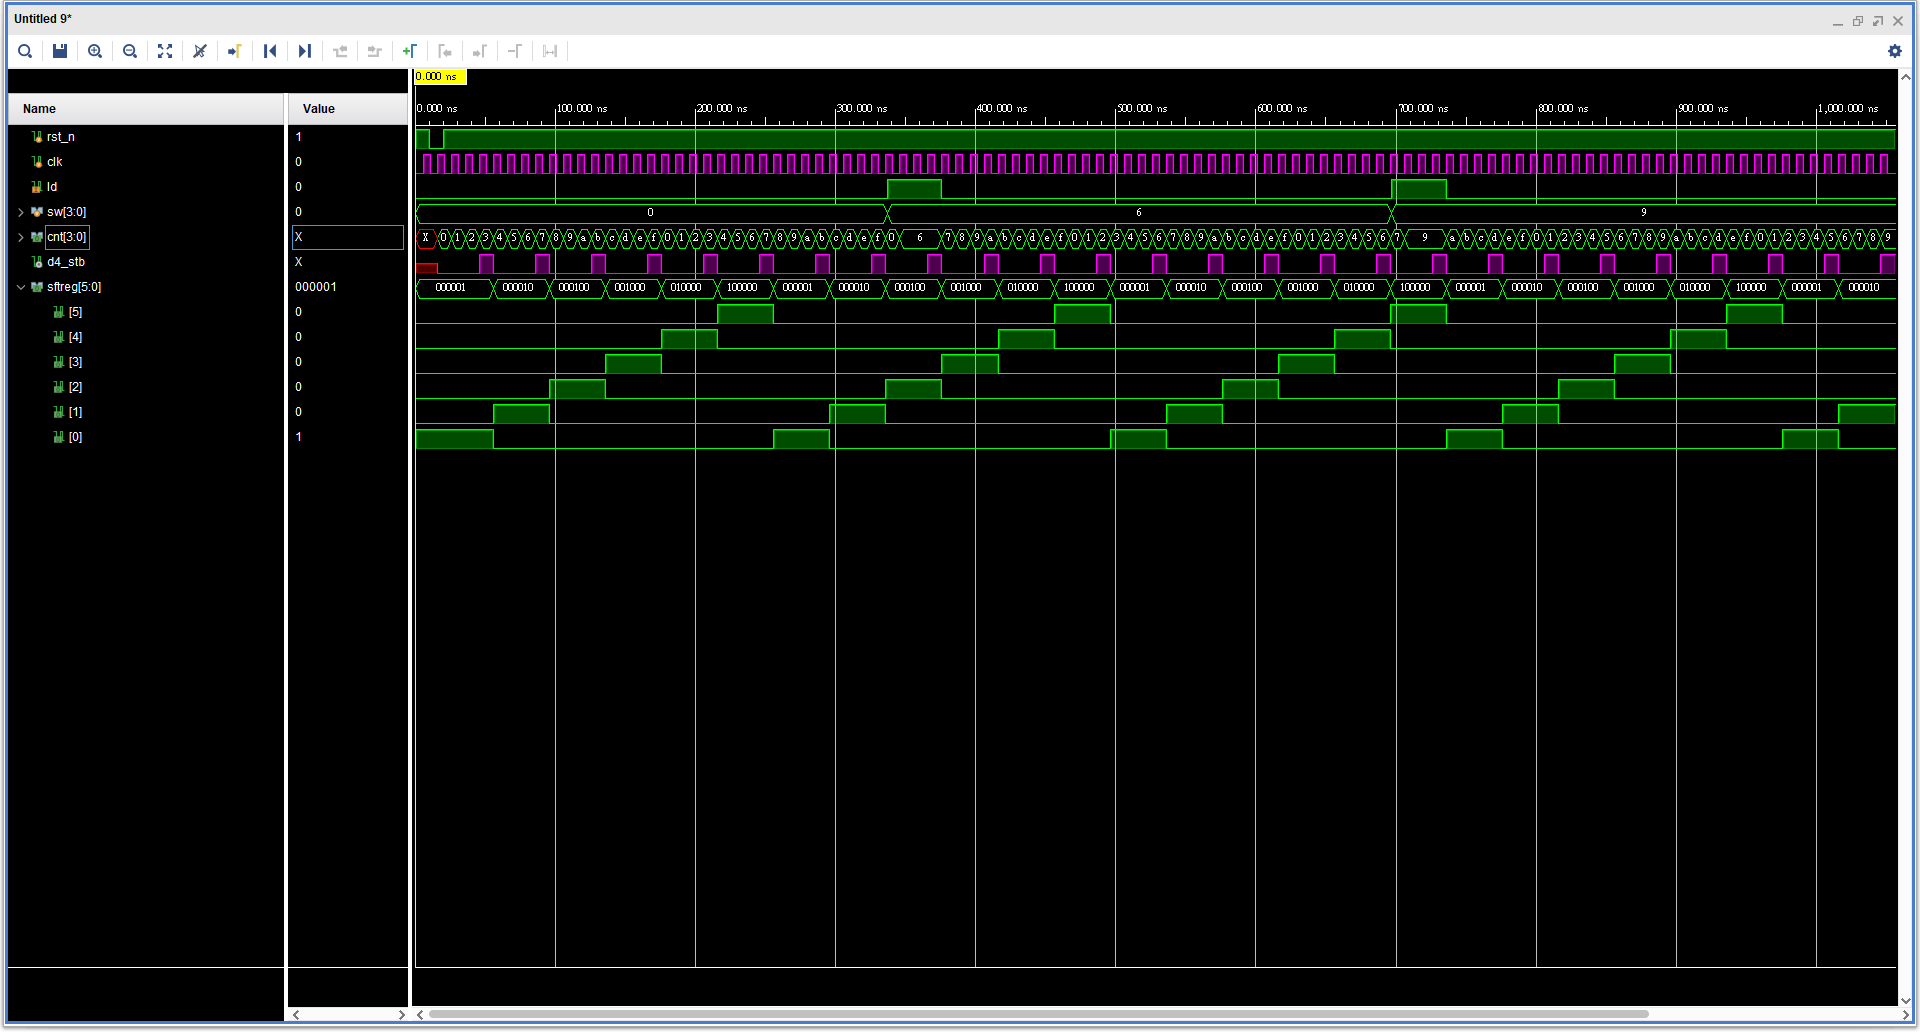 Untitled 9*
0.000 ns
Name Value
0.000 ns 100.000 ns 200.000 ns 300.000 ns 400.000 ns 500.000 ns 600.000 ns 700.000 ns 800.000 ns 900.000 ns 1,000.000 ns
rst_n 1
clk 0
ld 0
sw[3:0] 0 0 6 9
cnt[3:0] X X 0 1 2 3 4 5 6 7 8 9 a b c d e f 0 1 2 3 4 5 6 7 8 9 a b c d e f 0 6 7 8 9 a b c d e f 0 1 2 3 4 5 6 7 8 9 a b c d e f 0 1 2 3 4 5 6 7 9 a b c d e f 0 1 2 3 4 5 6 7 8 9 a b c d e f 0 1 2 3 4 5 6 7 8 9
d4_stb X
sftreg[5:0] 000001 000001 000010 000100 001000 010000 100000 000001 000010 000100 001000 010000 100000 000001 000010 000100 001000 010000 100000 000001 000010 000100 001000 010000 100000 000001 000010
[5] 0
[4] 0
[3] 0
[2] 0
[1] 0
[0] 1